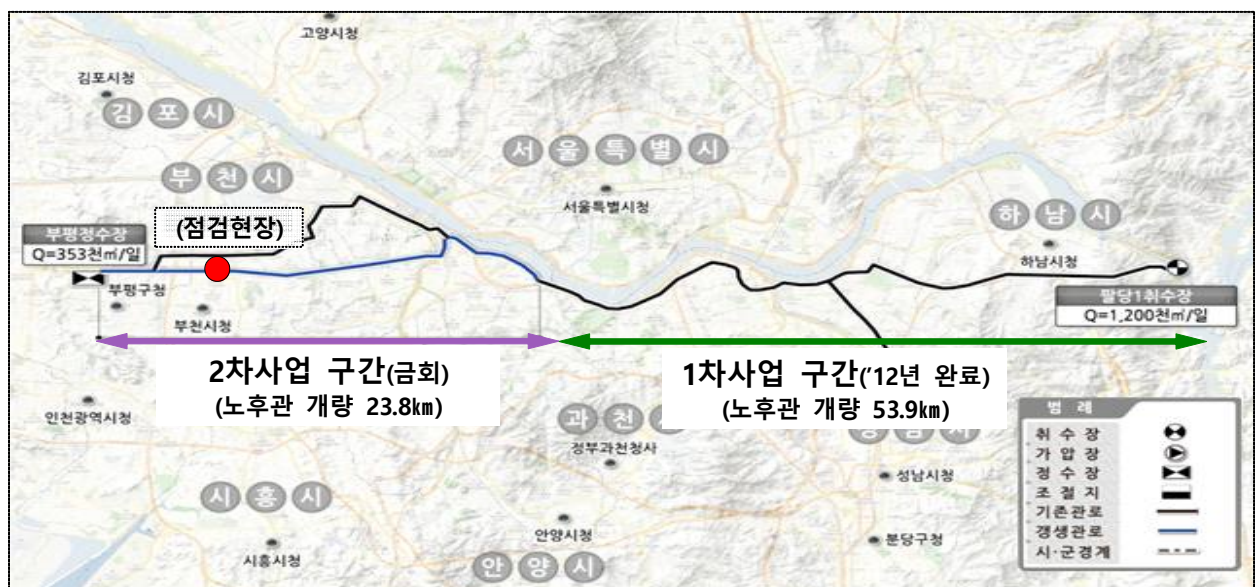 고양시청
김포시청
김포시
서울특별시
부천시
서울특별시청
하남시
(점검현장)
부평정수장
Q=353천㎥/일
하남시청
부평구청
팔당1취수장
Q=1,200천㎥/일
부천시청
2차사업 구간(금회)
(노후관 개량 23.8㎞)
1차사업 구간('12년 완료)
(노후관 개량 53.9km)
인천광역시청
과천
정부과천청사
성남시청
시흥시
안양시청
분당구청
시흥시청
안양시
범 례
취 수 장
가 압 장
정 수 장
조 절 지
기존관로
갱생관로
시·군경계